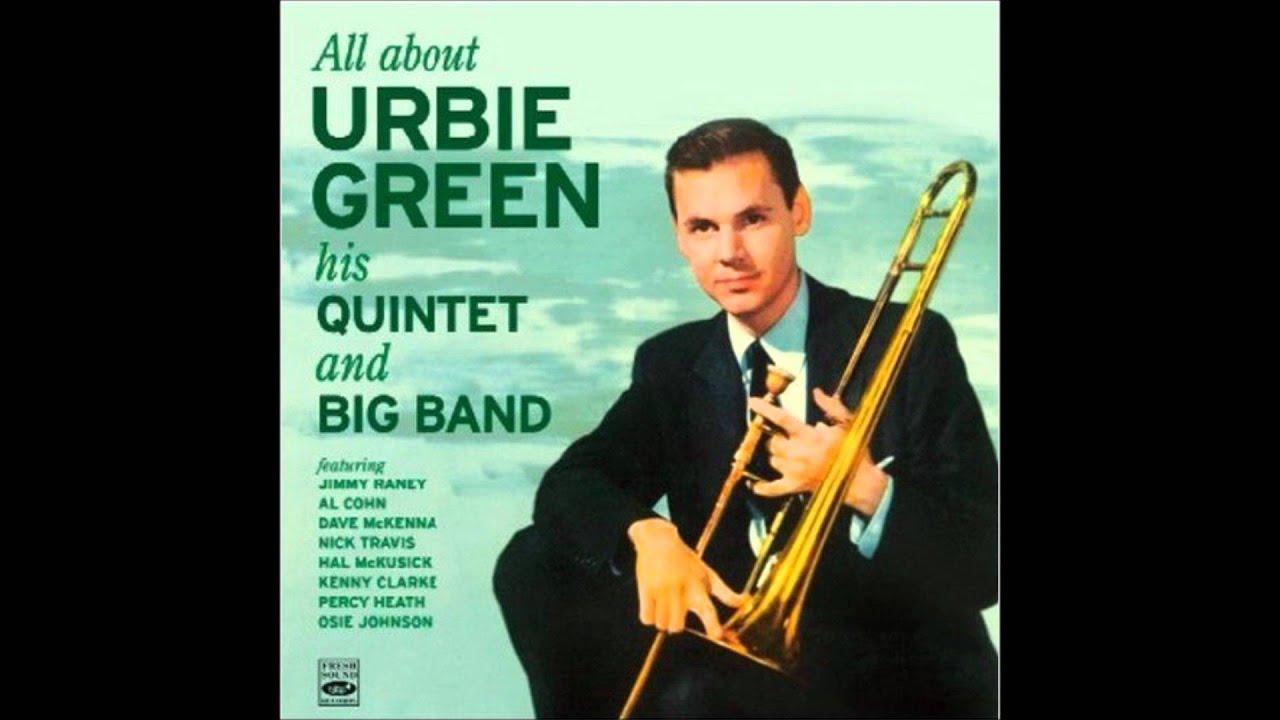 All about
URBIE
GREEN
his
QUINTET
and
BIG BAND
featuring
JIMMY RANEY
AL COHN
DAVE McKENNA
NICK TRAVIS
HAL McKUSICK
KENNY CLARKE
PERCY HEATH
OSIE JOHNSON
FRESH
SOUND
RECORDS